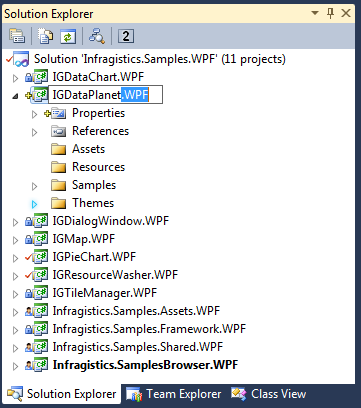 Solution Explorer
2
Solution 'Infragistics.Samples.WPF' (11 projects)
IGDataChart.WPF
IGDataPlanet.WPF
Properties
References
Assets
Resources
Samples
Themes
IGDialogWindow.WPF
IGMap.WPF
IGPieChart.WPF
IGResourceWasher.WPF
IGTileManager.WPF
Infragistics.Samples.Assets.WPF
Infragistics.Samples.Framework.WPF
Infragistics.Samples.Shared.WPF
Infragistics.SamplesBrowser.WPF
Solution Explorer Team Explorer Class View